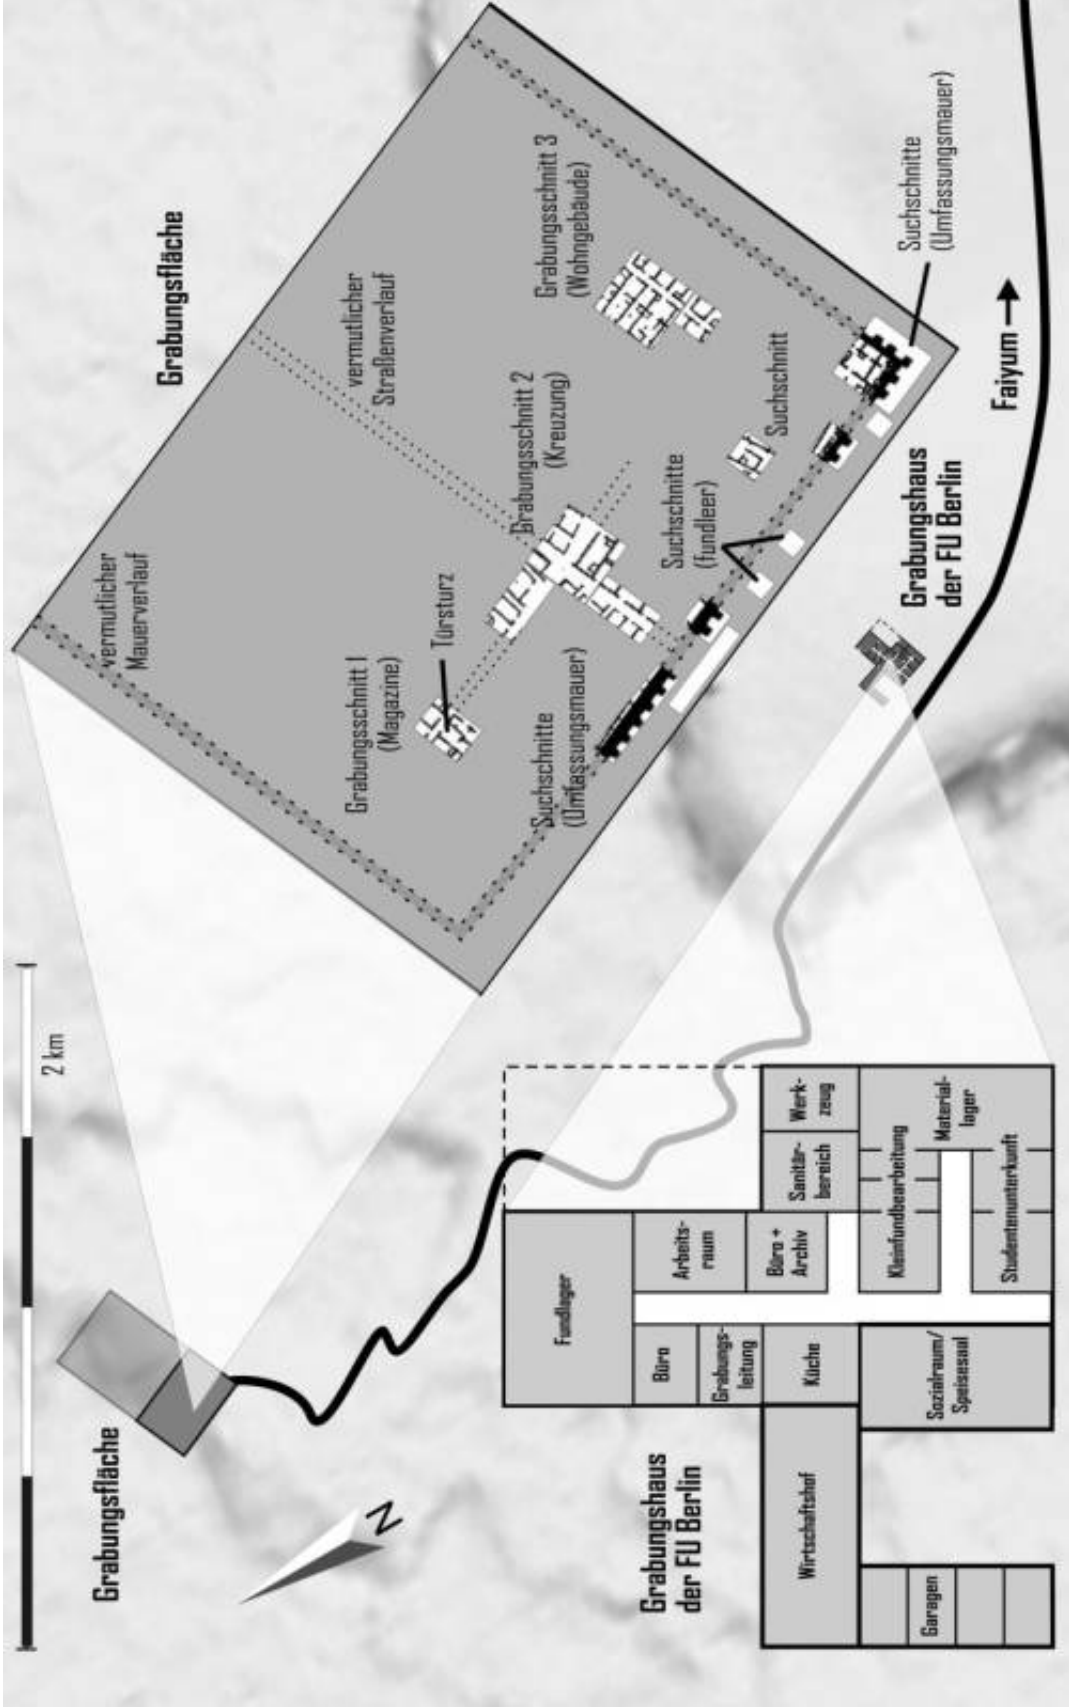 Grabungsfläche
2 km
N
Grabungsfläche
vermutlicher
Mauerverlauf
vermutlicher
Straßenverlauf
Grabungsschnitt 1
(Magazine)
Türsturz
Grabungsschnitt 2
(Kreuzung)
Grabungsschnitt 3
(Wohngebäude)
Suchschnitte
(Umfassungsmauer)
Suchschnitte
(fundleer)
Suchschnitt
Suchschnitte
(Umfassungsmauer)
Grabungshaus
der FU Berlin
Faiyum
Grabungshaus
der FU Berlin
Fundlager
Büro
Arbeits-
raum
Grabungs-
leitung
Büro +
Archiv
Küche
Sanitär-
bereich
Werk-
zeug
Wirtschaftshof
Kleinfundbearbeitung
Material-
lager
Sozialraum/
Speisesaal
Studentenunterkunft
Garagen